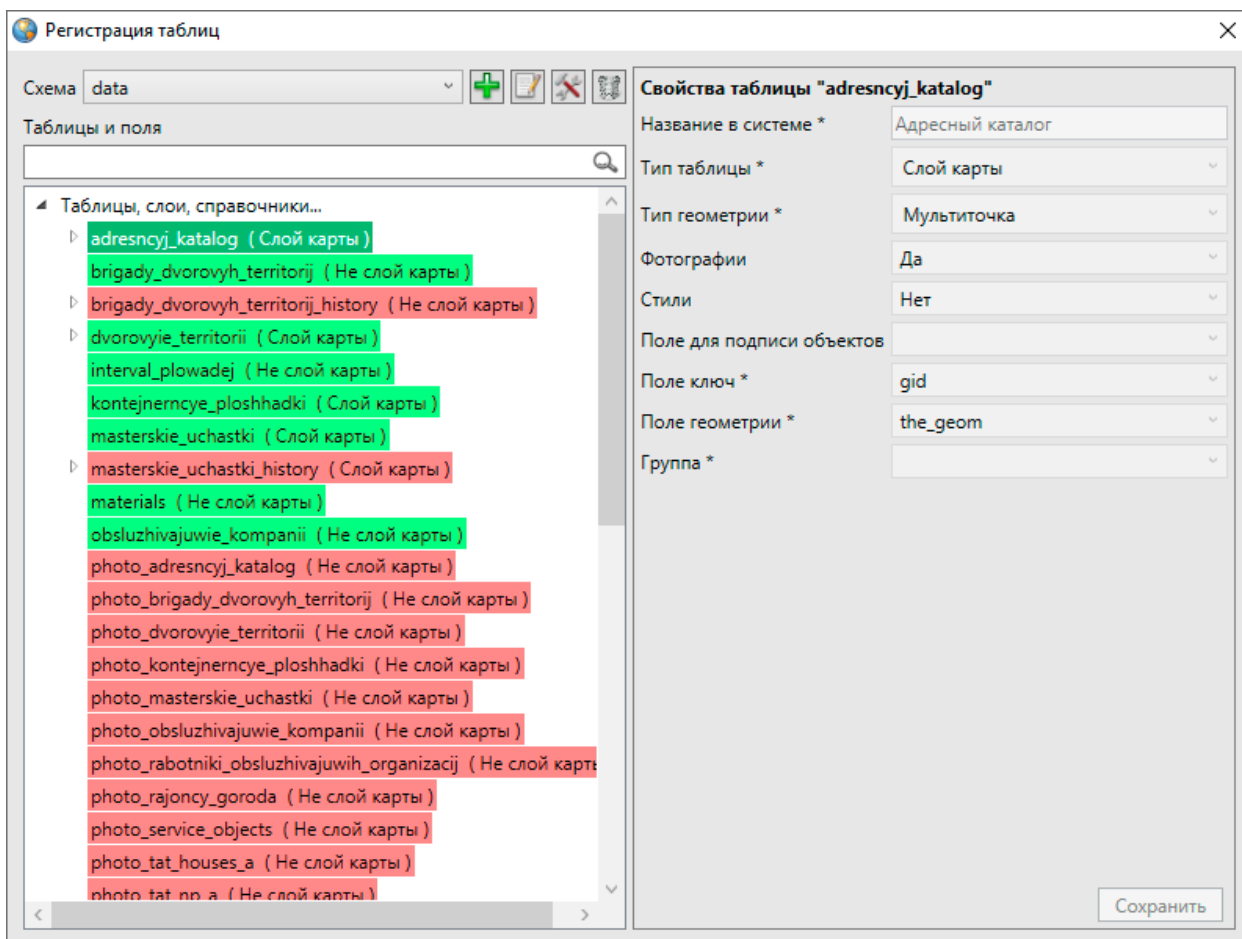 Регистрация таблиц
Схема data
Таблицы и поля
Таблицы, слои, справочники...
adresncyj_katalog ( Слой карты )
brigady_dvorovyh_territorij ( Не слой карты )
brigady_dvorovyh_territorij_history ( Не слой карты )
dvorovyie_territorii ( Слой карты )
interval_plowadej ( Не слой карты )
kontejnerncye_ploshhadki ( Слой карты )
masterskie_uchastki ( Слой карты )
masterskie_uchastki_history ( Слой карты )
materials ( Не слой карты )
obsluzhivajuwie_kompanii ( Не слой карты )
photo_adresncyj_katalog ( Не слой карты )
photo_brigady_dvorovyh_territorij ( Не слой карты )
photo_dvorovyie_territorii ( Не слой карты )
photo_kontejnerncye_ploshhadki ( Не слой карты )
photo_masterskie_uchastki ( Не слой карты )
photo_obsluzhivajuwie_kompanii ( Не слой карты )
photo_rabotniki_obsluzhivajuwih_organizacij ( Не слой карты
photo_rajoncy_goroda ( Не слой карты )
photo_service_objects ( Не слой карты )
photo_tat_houses_a ( Не слой карты )
photo_tat_np_a ( Не слой карты )
Свойства таблицы "adresncyj_katalog"
Название в системе * Адресный каталог
Тип таблицы * Слой карты
Тип геометрии * Мультиточка
Фотографии Да
Стили Нет
Поле для подписи объектов
Поле ключ * gid
Поле геометрии * the_geom
Группа *
Сохранить